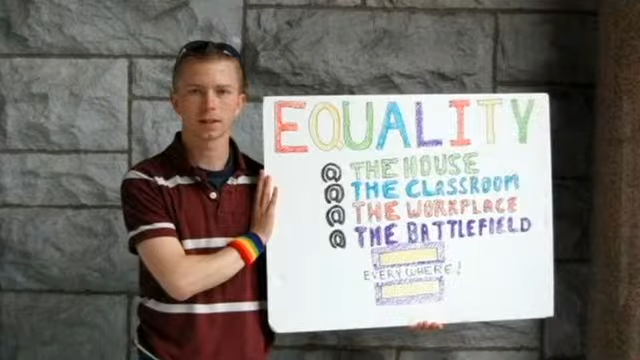 EQUALITY
@ THE HOUSE
@ THE CLASSROOM
@ THE WORKPLACE
@ THE BATTLEFIELD
EVERYWHERE!